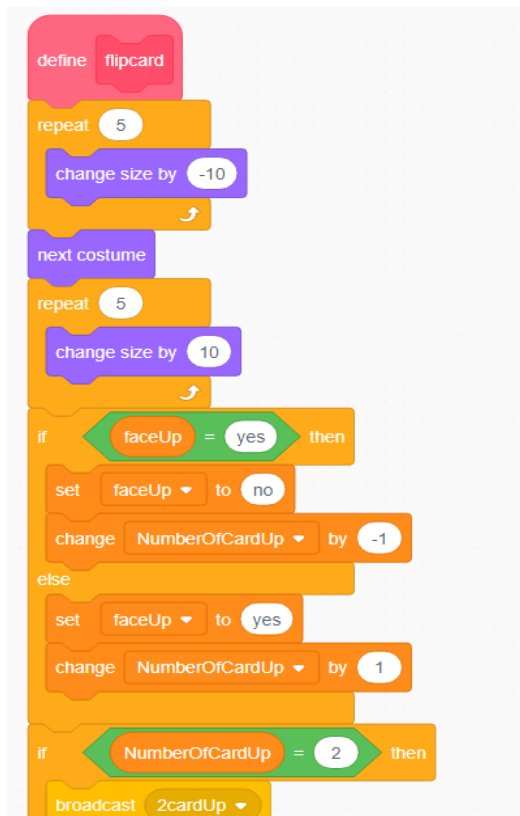 define flipcard
repeat 5
change size by -10
next costume
repeat 5
change size by 10
if faceUp = yes then
set faceUp to no
change NumberOfCardUp by -1
else
set faceUp to yes
change NumberOfCardUp by 1
if NumberOfCardUp = 2 then
broadcast 2cardUp